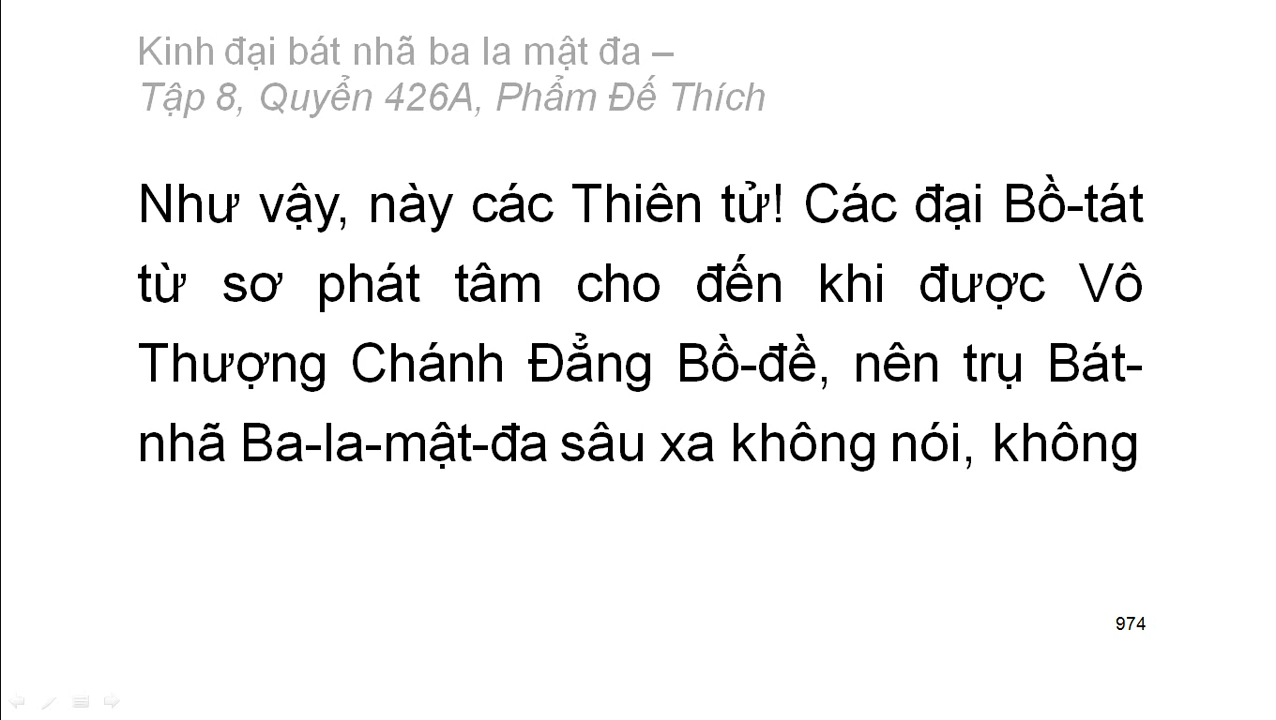 Kinh đại bát nhã ba la mật đa –
Tập 8, Quyển 426A, Phẩm Đế Thích
Như vậy, này các Thiên tử! Các đại Bồ-tát
từ sơ phát tâm cho đến khi được Vô
Thượng Chánh Đẳng Bồ-đề, nên trụ Bát-
nhã Ba-la-mật-đa sâu xa không nói, không
974